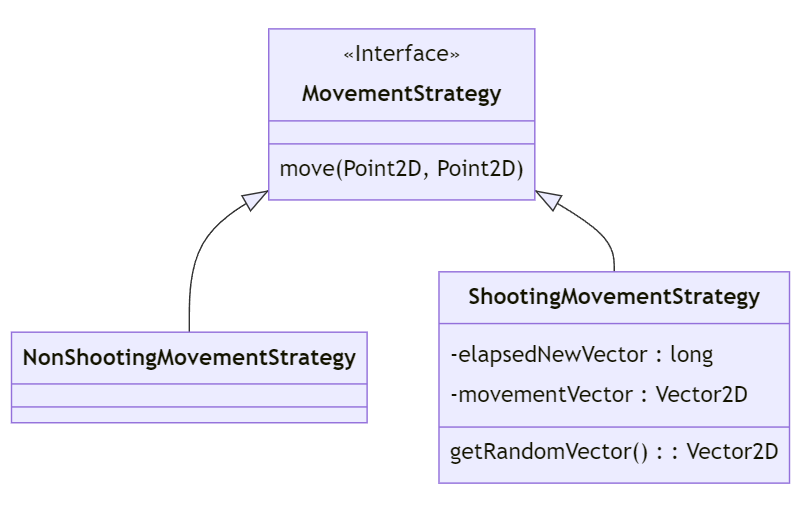 «Interface»
MovementStrategy
move(Point2D, Point2D)
NonShootingMovementStrategy
ShootingMovementStrategy
-elapsedNewVector : long
-movementVector : Vector2D
getRandomVector() : : Vector2D